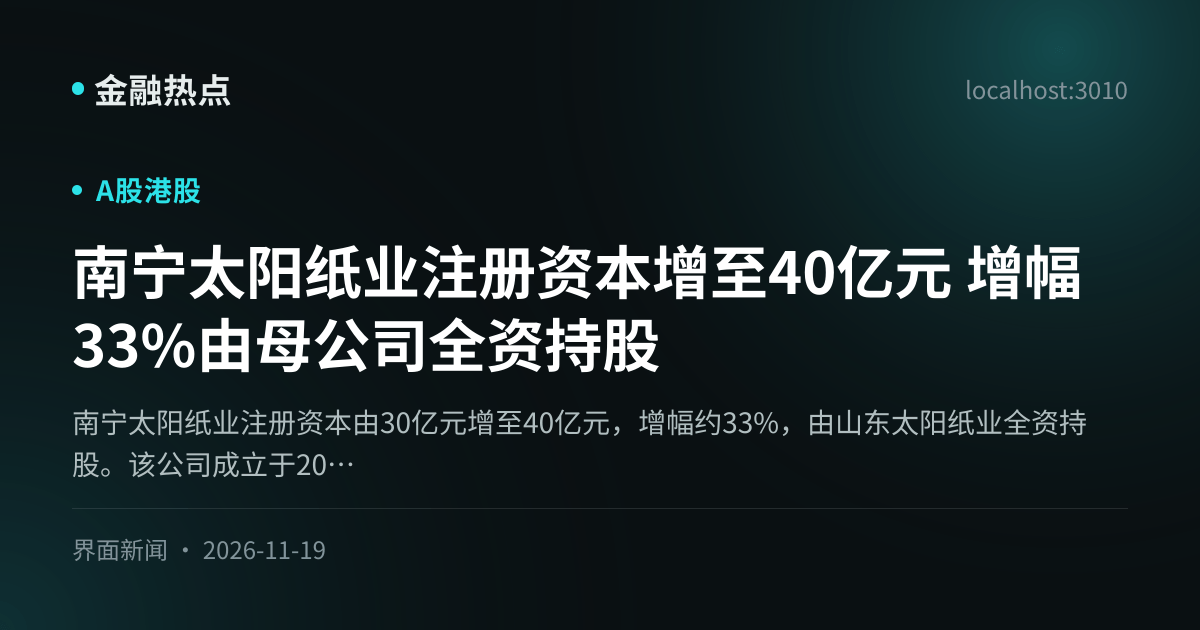 金融热点
localhost:3010
A股港股
南宁太阳纸业注册资本增至40亿元 增幅
33%由母公司全资持股
南宁太阳纸业注册资本由30亿元增至40亿元，增幅约33%，由山东太阳纸业全资持
股。该公司成立于20…
界面新闻 · 2026-11-19